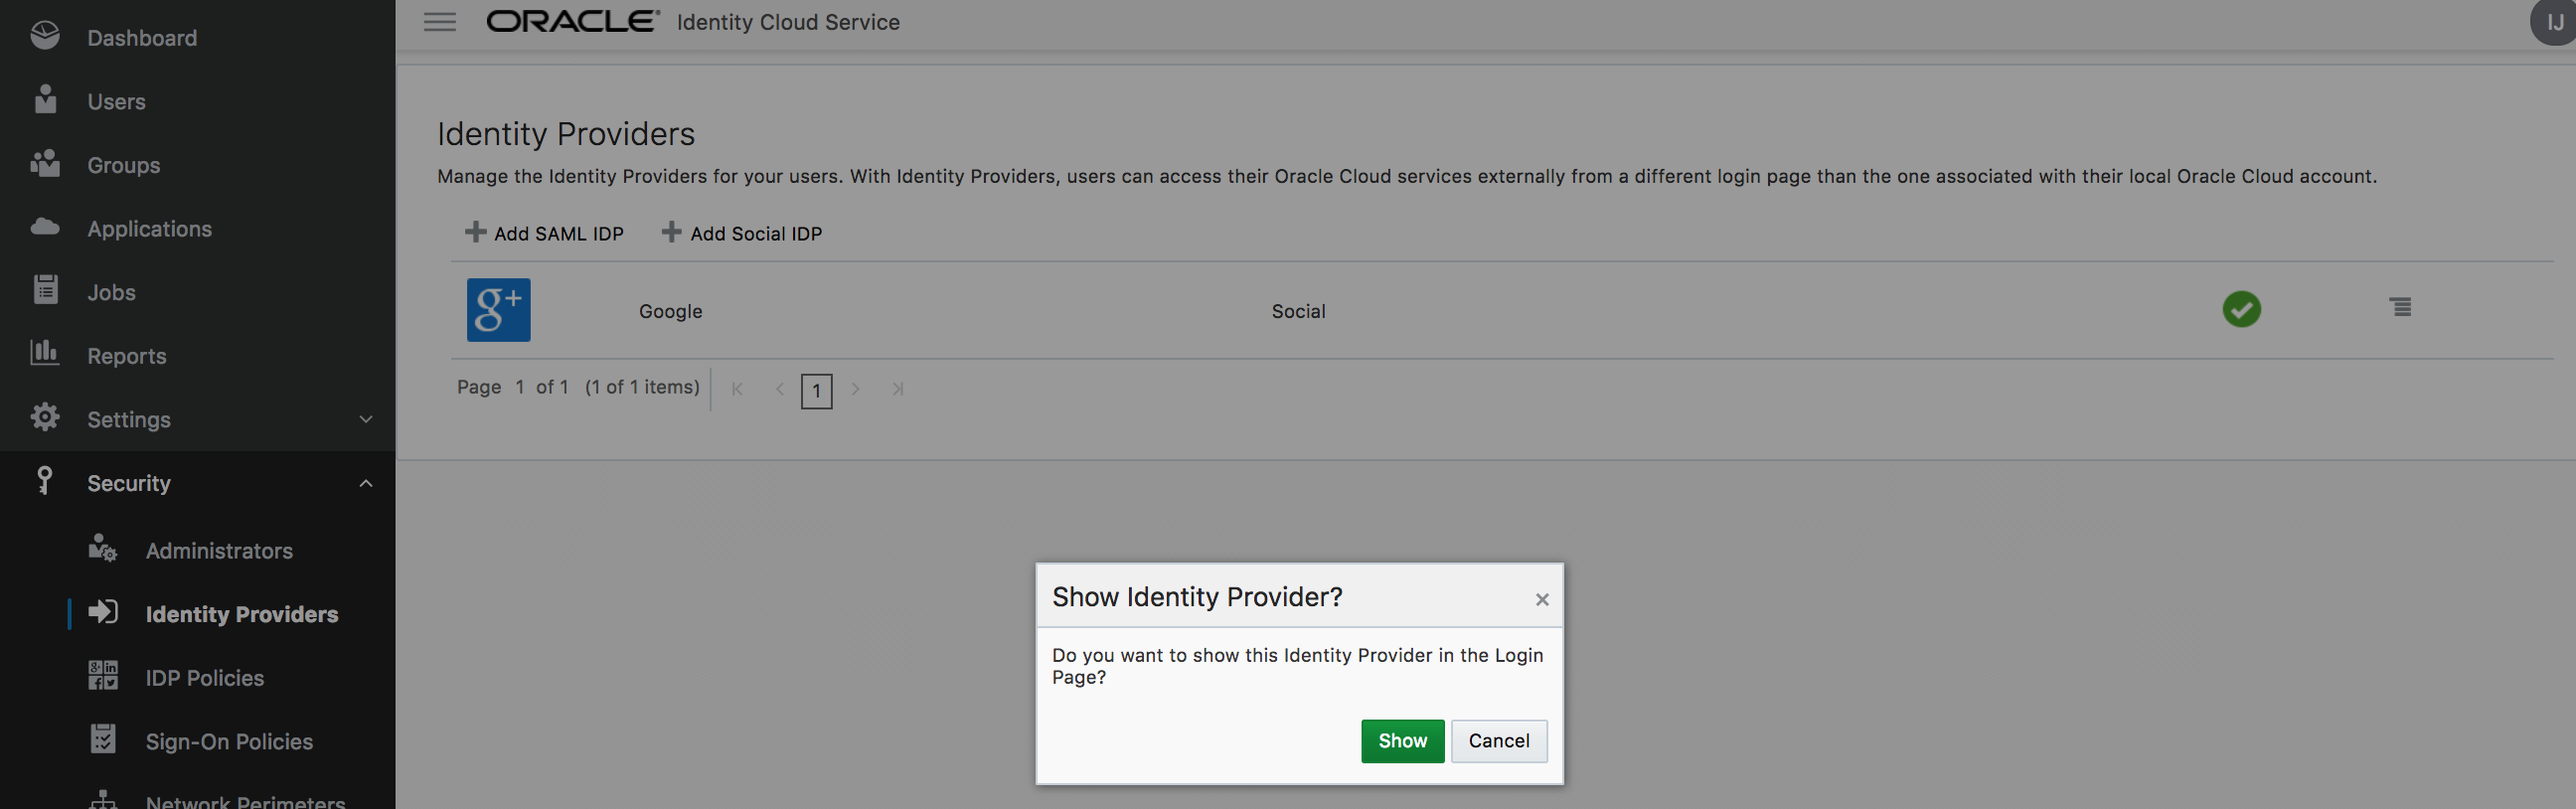 Dashboard
Users
Groups
Applications
Jobs
Reports
Settings
Security
Administrators
Identity Providers
IDP Policies
Sign-On Policies
Network Perimeters
ORACLE® Identity Cloud Service
IJ
Identity Providers
Manage the Identity Providers for your users. With Identity Providers, users can access their Oracle Cloud services externally from a different login page than the one associated with their local Oracle Cloud account.
Add SAML IDP Add Social IDP
g+ Google Social
Page 1 of 1 (1 of 1 items) 1
Show Identity Provider?
Do you want to show this Identity Provider in the Login
Page?
Show Cancel